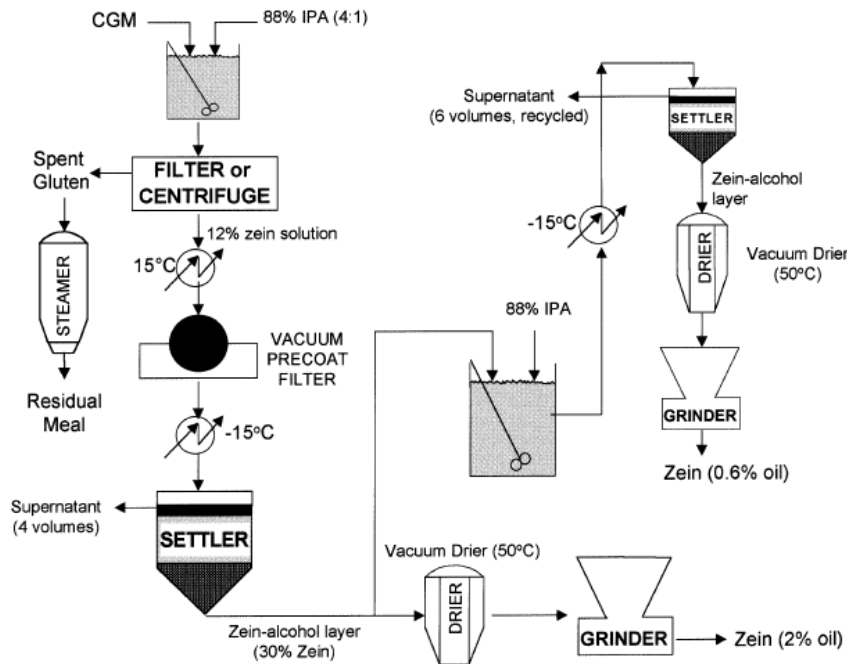 CGM
88% IPA (4:1)
FILTER or
CENTRIFUGE
Spent
Gluten
STEAMER
Residual
Meal
12% zein solution
15°C
VACUUM
PRECOAT
FILTER
-15°C
Supernatant
(4 volumes)
SETTLER
Zein-alcohol layer
(30% Zein)
Vacuum Drier (50°C)
DRIER
GRINDER
Zein (2% oil)
88% IPA
-15°C
Supernatant
(6 volumes, recycled)
SETTLER
Zein-alcohol
layer
DRIER
Vacuum Drier
(50°C)
GRINDER
Zein (0.6% oil)